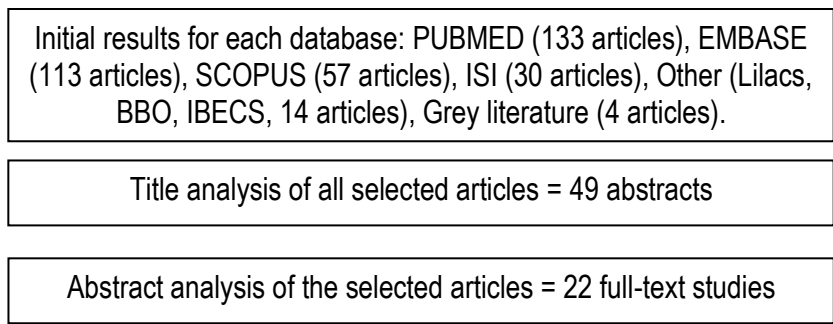 Initial results for each database: PUBMED (133 articles), EMBASE
(113 articles), SCOPUS (57 articles), ISI (30 articles), Other (Lilacs,
BBO, IBECS, 14 articles), Grey literature (4 articles).
Title analysis of all selected articles = 49 abstracts
Abstract analysis of the selected articles = 22 full-text studies